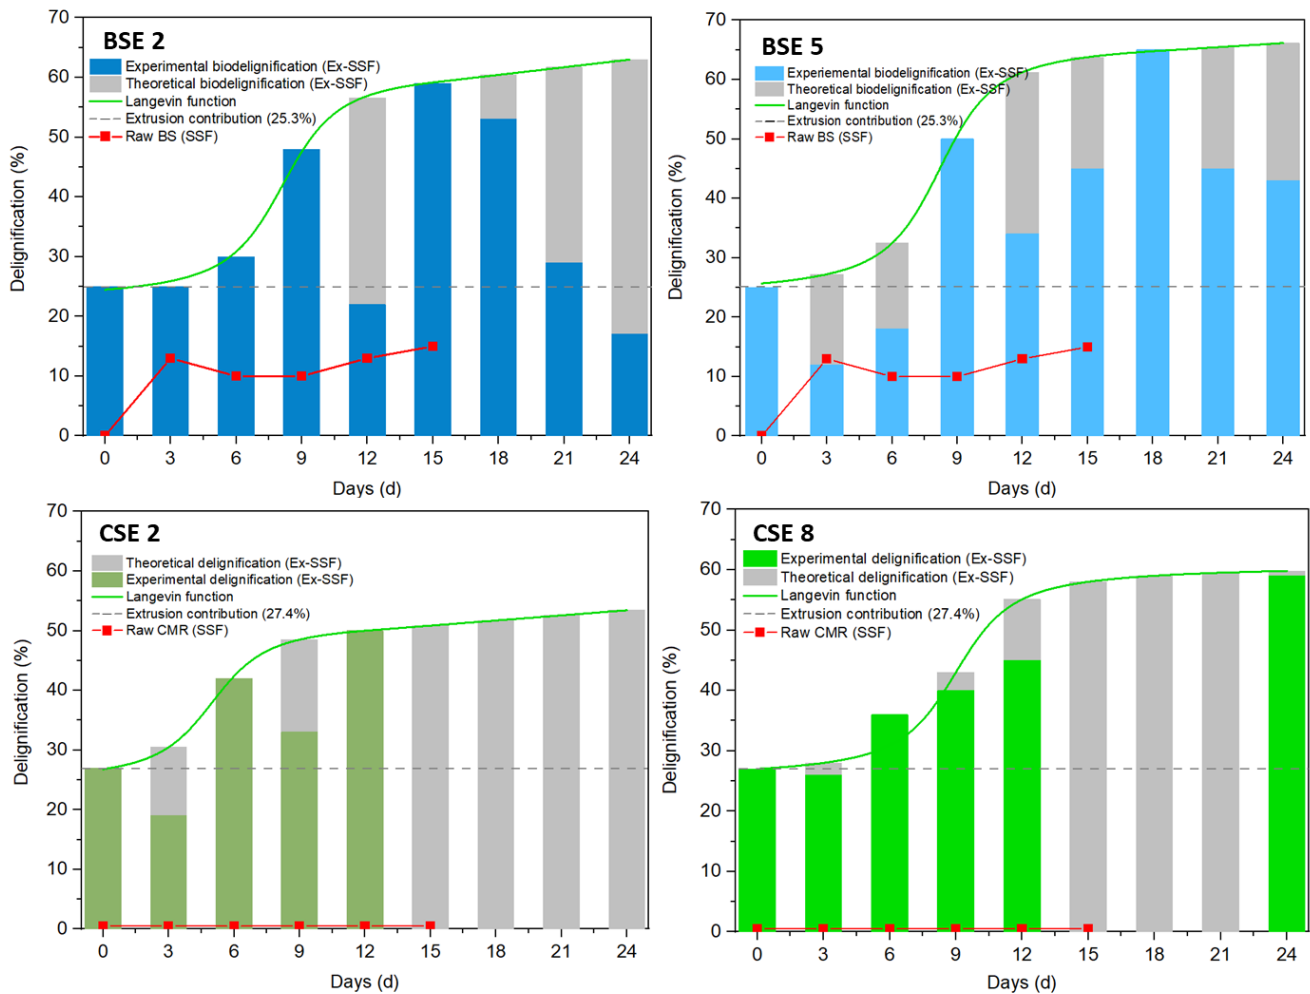 BSE 2
Experimental biodelignification (Ex-SSF)
Theoretical biodelignification (Ex-SSF)
Langevin function
Extrusion contribution (25.3%)
Raw BS (SSF)
Delignification (%)
70
60
50
40
30
20
10
0
0 3 6 9 12 15 18 21 24
Days (d)
BSE 5
Experiemental biodelignification (Ex-SSF)
Theoretical biodelignification (Ex-SSF)
Langevin function
Extrusion contribution (25.3%)
Raw BS (SSF)
Delignification (%)
70
60
50
40
30
20
10
0
0 3 6 9 12 15 18 21 24
Days (d)
CSE 2
Theoretical delignification (Ex-SSF)
Experimental delignification (Ex-SSF)
Langevin function
Extrusion contribution (27.4%)
Raw CMR (SSF)
Delignification (%)
70
60
50
40
30
20
10
0
0 3 6 9 12 15 18 21 24
Days (d)
CSE 8
Experimental delignification (Ex-SSF)
Theoretical delignification (Ex-SSF)
Langevin function
Extrusion contribution (27.4%)
Raw CMR (SSF)
Delignification (%)
70
60
50
40
30
20
10
0
0 3 6 9 12 15 18 21 24
Days (d)